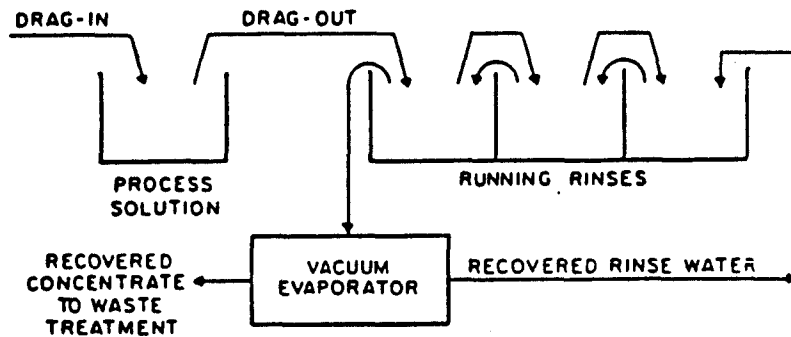 DRAG-IN
DRAG-OUT
PROCESS
SOLUTION
RUNNING RINSES
RECOVERED
CONCENTRATE
TO WASTE
TREATMENT
VACUUM
EVAPORATOR
RECOVERED RINSE WATER